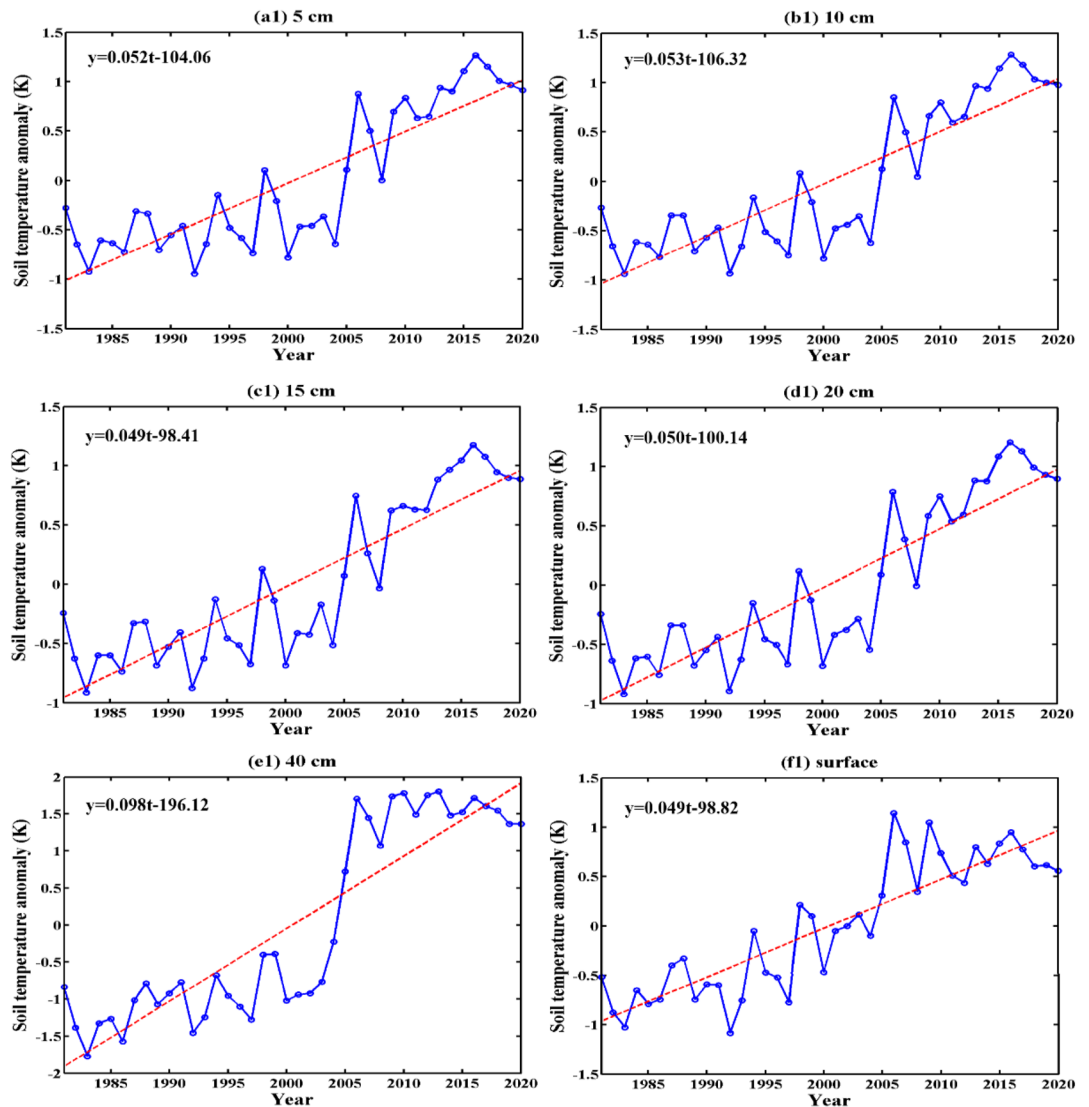 (a1) 5 cm
y=0.052t-104.06
Soil temperature anomaly (K)
1.5
1
0.5
0
-0.5
-1
-1.5
1985 1990 1995 2000 2005 2010 2015 2020
Year
(b1) 10 cm
y=0.053t-106.32
Soil temperature anomaly (K)
1.5
1
0.5
0
-0.5
-1
-1.5
1985 1990 1995 2000 2005 2010 2015 2020
Year
(c1) 15 cm
y=0.049t-98.41
Soil temperature anomaly (K)
1.5
1
0.5
0
-0.5
-1
1985 1990 1995 2000 2005 2010 2015 2020
Year
(d1) 20 cm
y=0.050t-100.14
Soil temperature anomaly (K)
1.5
1
0.5
0
-0.5
-1
1985 1990 1995 2000 2005 2010 2015 2020
Year
(e1) 40 cm
y=0.098t-196.12
Soil temperature anomaly (K)
2
1.5
1
0.5
0
-0.5
-1
-1.5
-2
1985 1990 1995 2000 2005 2010 2015 2020
Year
(f1) surface
y=0.049t-98.82
Soil temperature anomaly (K)
1.5
1
0.5
0
-0.5
-1
-1.5
1985 1990 1995 2000 2005 2010 2015 2020
Year